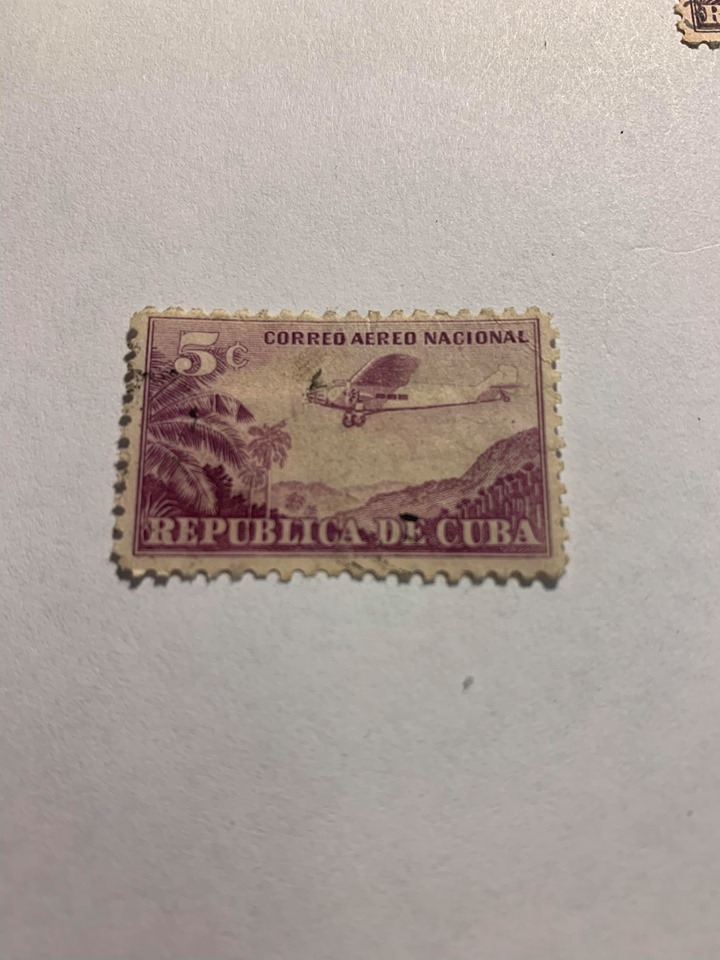 5¢
CORREO AEREO NACIONAL
REPUBLICA DE CUBA
R